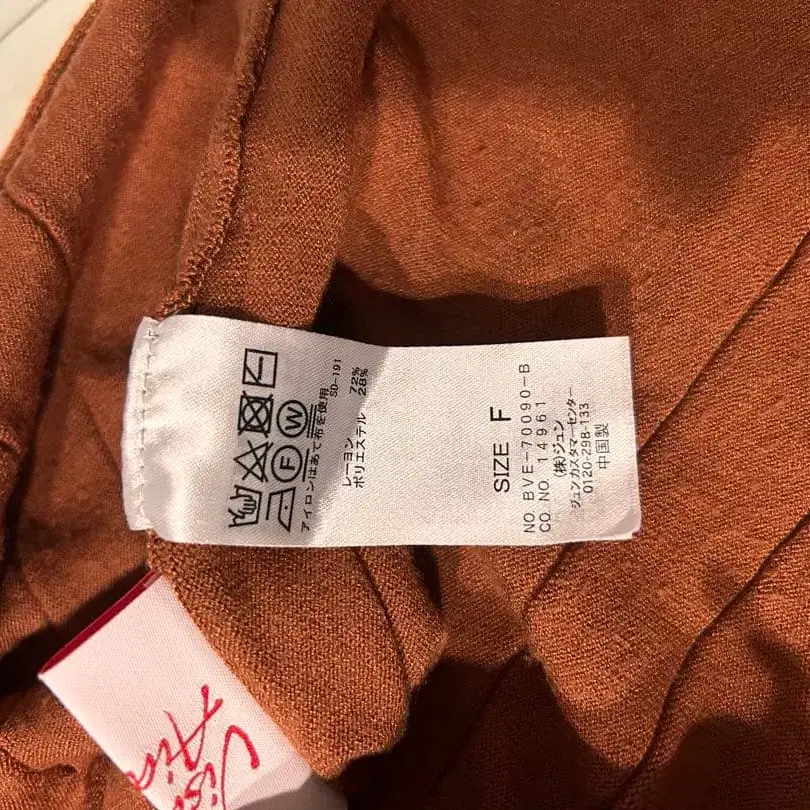 F
W
アイロンはあて布を使用
SD-191
レーヨン 72%
ポリエステル 28%
SIZE F
NO. BVE-70090-B
CO NO. 14961
(株)ジュン
ジュンカスタマーセンター
0120-298-133
中国製